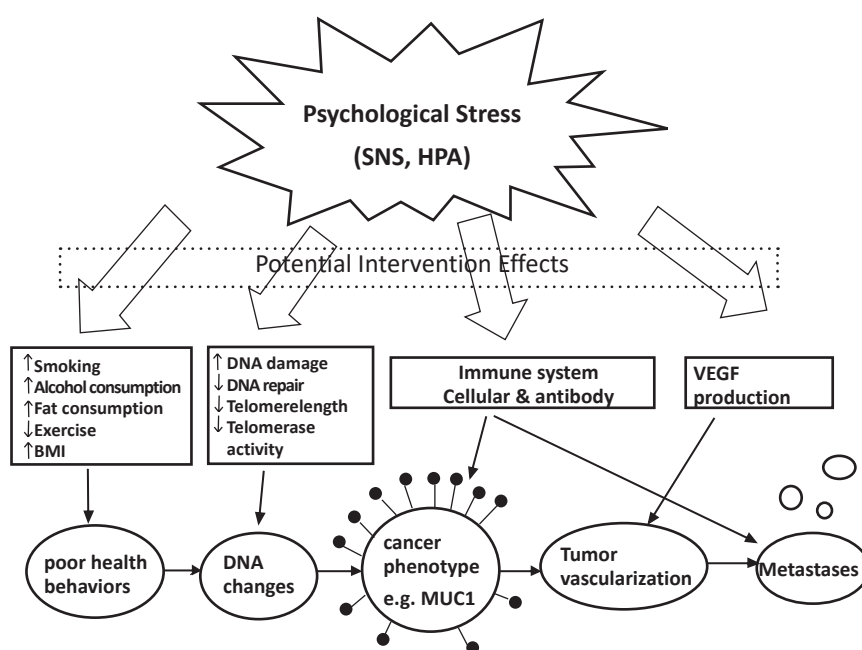 Psychological Stress
(SNS, HPA)
Potential Intervention Effects
↑Smoking
↑Alcohol consumption
↑Fat consumption
↓Exercise
↑BMI
↑DNA damage
↓DNA repair
↓Telomerelength
↓Telomerase
activity
Immune system
Cellular & antibody
VEGF
production
poor health
behaviors
DNA
changes
cancer
phenotype
e.g. MUC1
Tumor
vascularization
Metastases